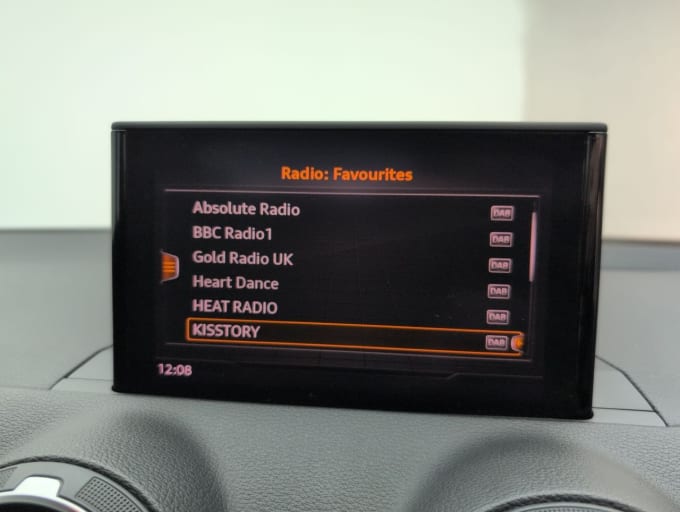 Radio: Favourites
Absolute Radio DAB
BBC Radio1 DAB
Gold Radio UK DAB
Heart Dance DAB
HEAT RADIO DAB
KISSTORY DAB
12:08